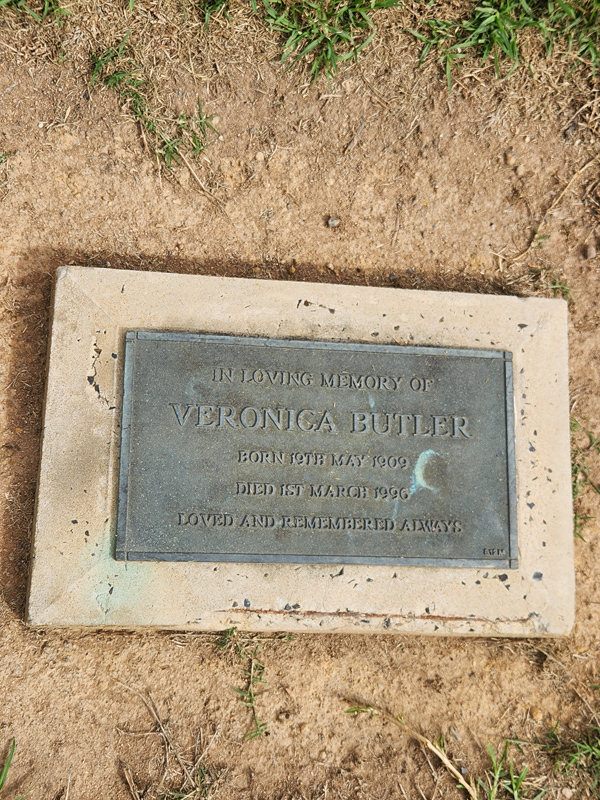 IN LOVING MEMORY OF
VERONICA BUTLER
BORN 19TH MAY 1909
DIED 1ST MARCH 1996
LOVED AND REMEMBERED ALWAYS